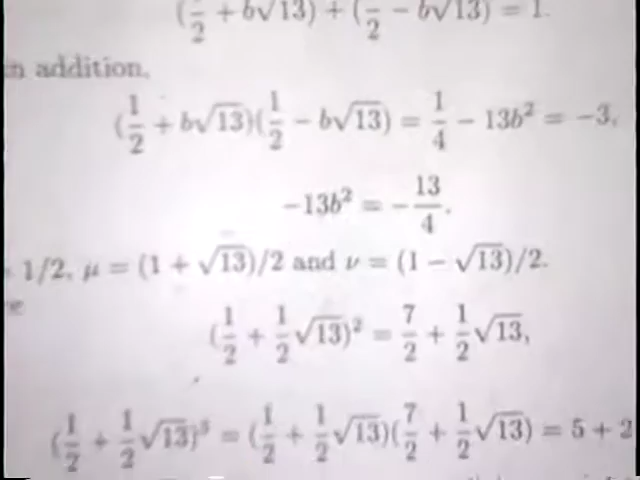 (1/2 + b√13) + (1/2 − b√13) = 1.
n addition,
(1/2 + b√13)(1/2 − b√13) = 1/4 − 13b² = −3,
−13b² = −13/4.
1/2, μ = (1 + √13)/2 and ν = (1 − √13)/2.
(1/2 + 1/2√13)² = 7/2 + 1/2√13,
(1/2 + 1/2√13)³ = (1/2 + 1/2√13)(7/2 + 1/2√13) = 5 + 2